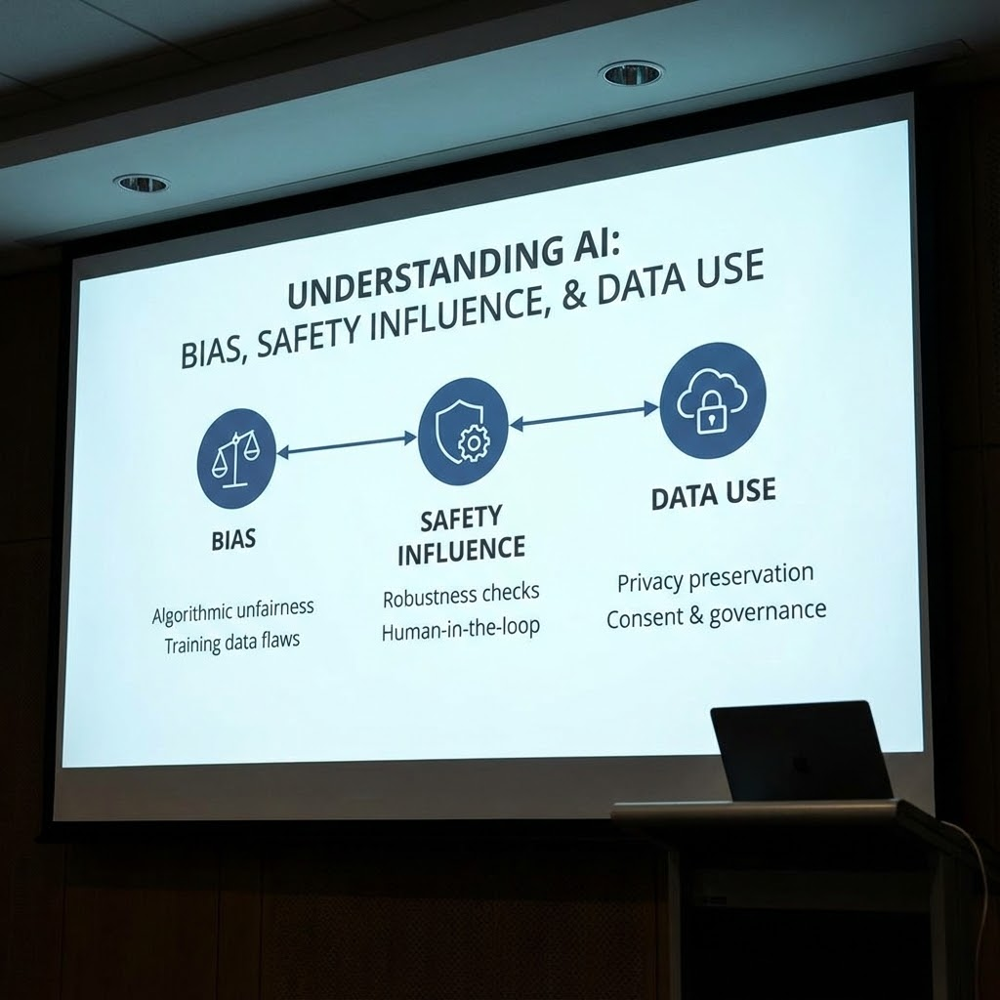 UNDERSTANDING AI:
BIAS, SAFETY INFLUENCE, & DATA USE
BIAS
Algorithmic unfairness
Training data flaws
SAFETY
INFLUENCE
Robustness checks
Human-in-the-loop
DATA USE
Privacy preservation
Consent & governance